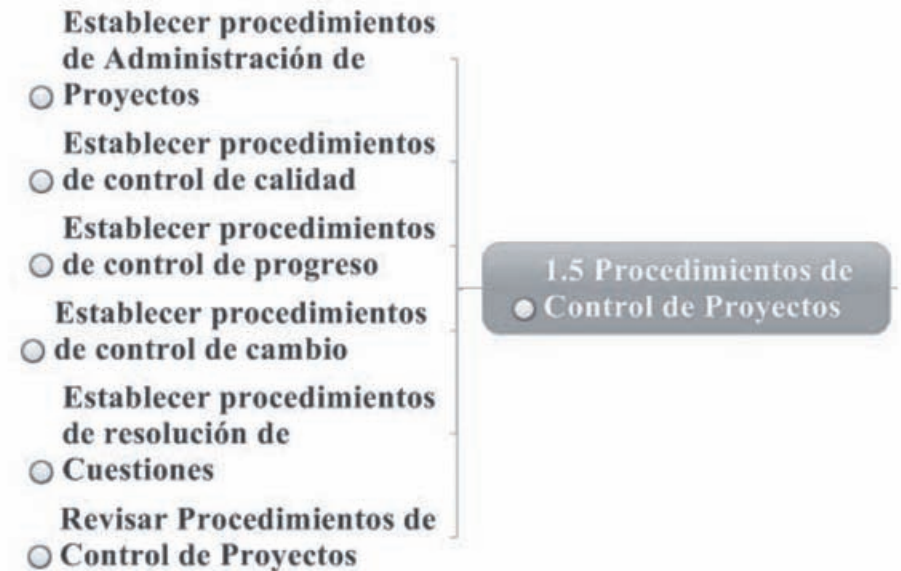 Establecer procedimientos
de Administración de
Proyectos
Establecer procedimientos
de control de calidad
Establecer procedimientos
de control de progreso
Establecer procedimientos
de control de cambio
Establecer procedimientos
de resolución de
Cuestiones
Revisar Procedimientos de
Control de Proyectos
1.5 Procedimientos de
Control de Proyectos